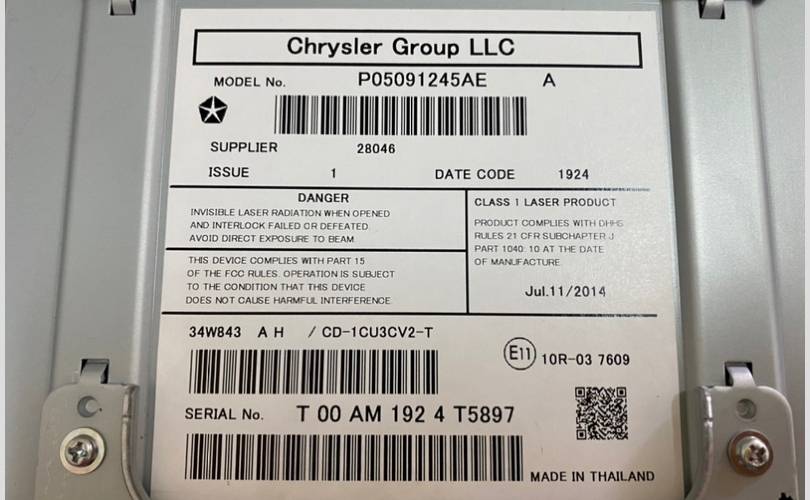 Chrysler Group LLC
MODEL No. P05091245AE A
SUPPLIER 28046
ISSUE 1 DATE CODE 1924
DANGER
INVISIBLE LASER RADIATION WHEN OPENED
AND INTERLOCK FAILED OR DEFEATED.
AVOID DIRECT EXPOSURE TO BEAM
THIS DEVICE COMPLIES WITH PART 15
OF THE FCC RULES. OPERATION IS SUBJECT
TO THE CONDITION THAT THIS DEVICE
DOES NOT CAUSE HARMFUL INTERFERENCE.
CLASS 1 LASER PRODUCT
PRODUCT COMPLIES WITH DHHS
RULES 21 CFR SUBCHAPTER J
PART 1040: 10 AT THE DATE
OF MANUFACTURE
Jul.11/2014
34W843 A H / CD-1CU3CV2-T
E11 10R-03 7609
SERIAL No. T 00 AM 192 4 T5897
MADE IN THAILAND